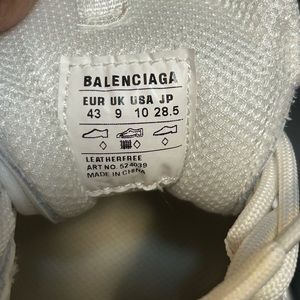 BALENCIAGA
EUR UK USA JP
43 9 10 28.5
LEATHERFREE
ART NO. 524039
MADE IN CHINA